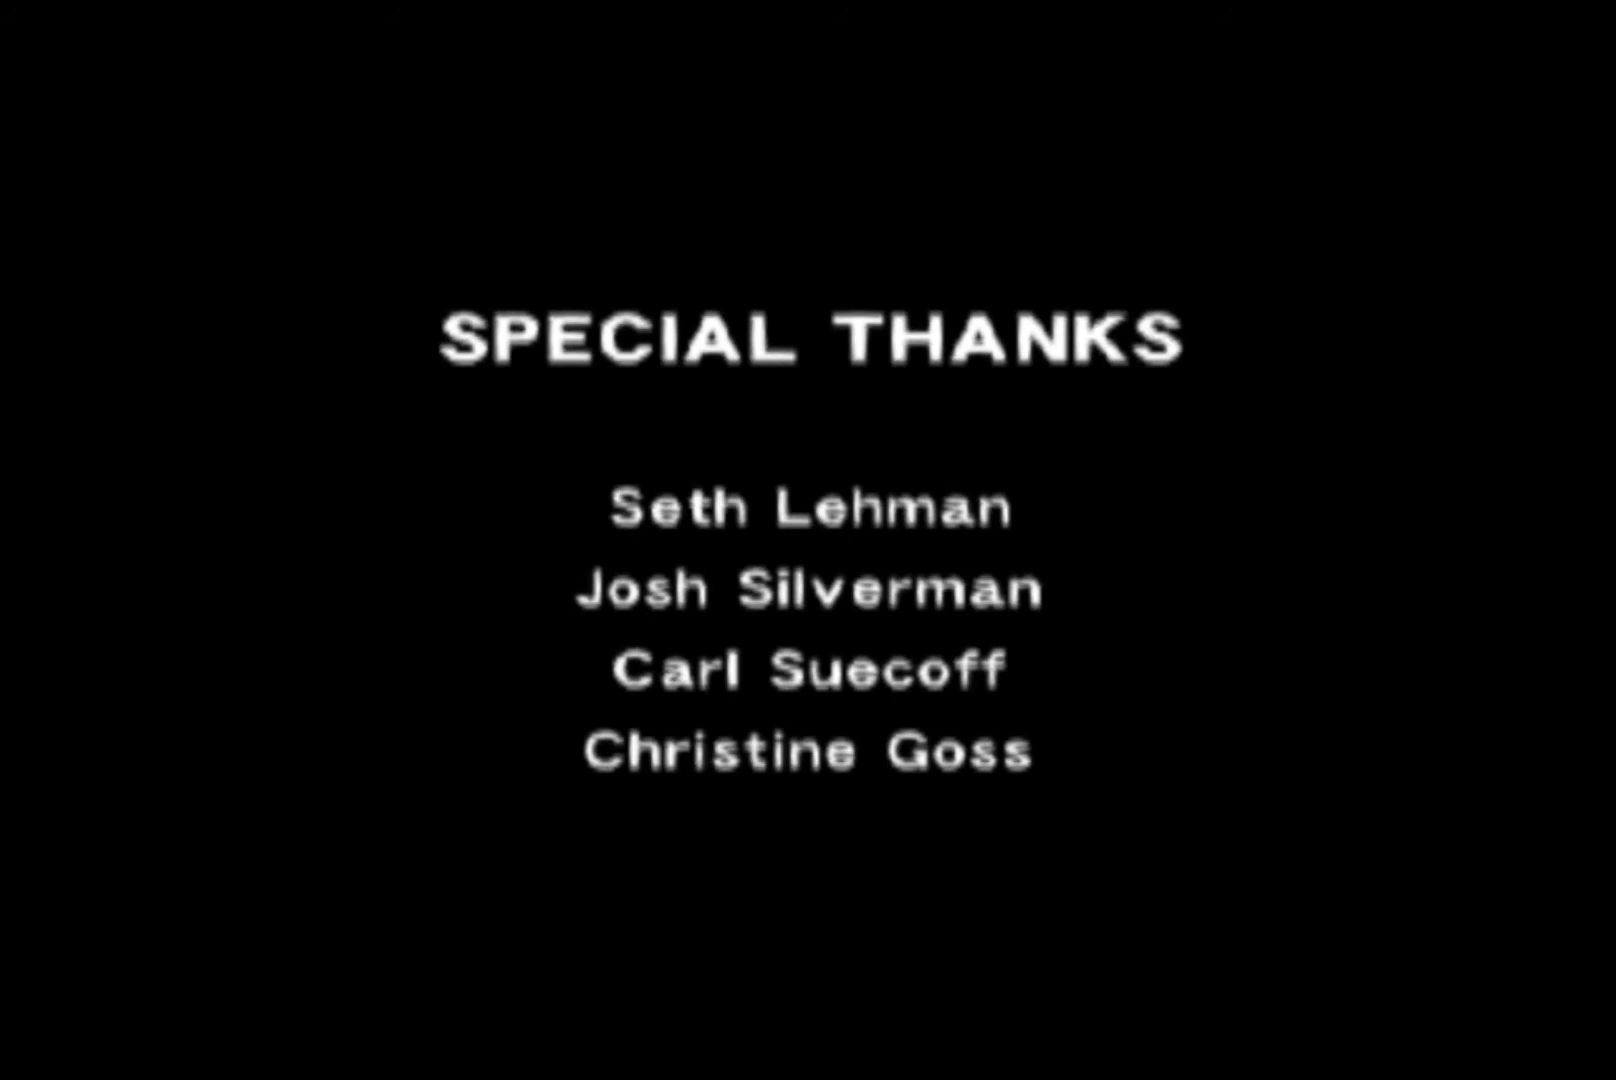 SPECIAL THANKS
Seth Lehman
Josh Silverman
Carl Suecoff
Christine Goss